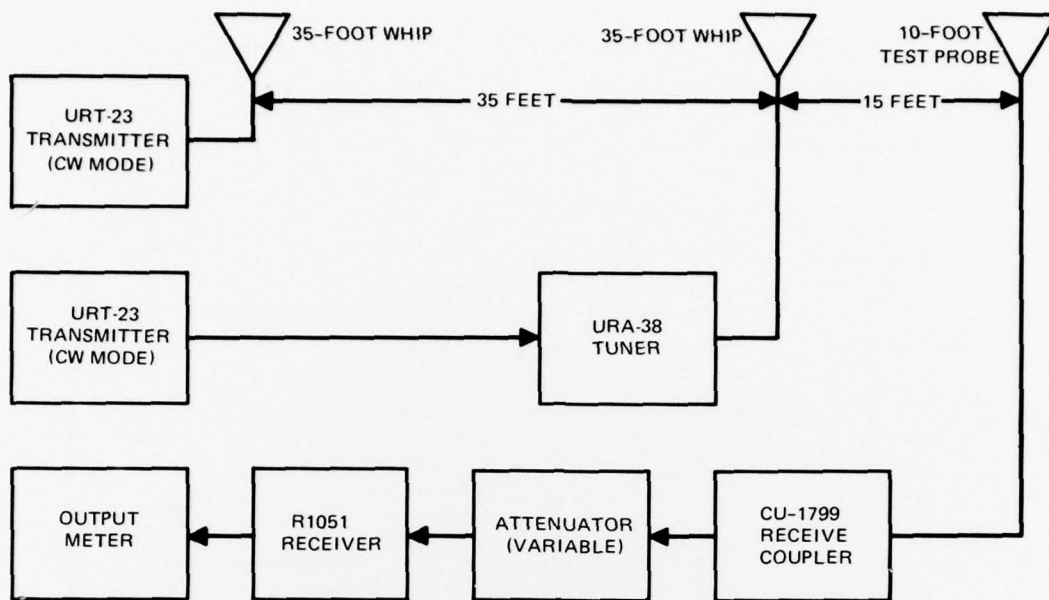 35-FOOT WHIP
35-FOOT WHIP
10-FOOT
TEST PROBE
URT-23
TRANSMITTER
(CW MODE)
35 FEET
15 FEET
URT-23
TRANSMITTER
(CW MODE)
URA-38
TUNER
OUTPUT
METER
R1051
RECEIVER
ATTENUATOR
(VARIABLE)
CU-1799
RECEIVE
COUPLER